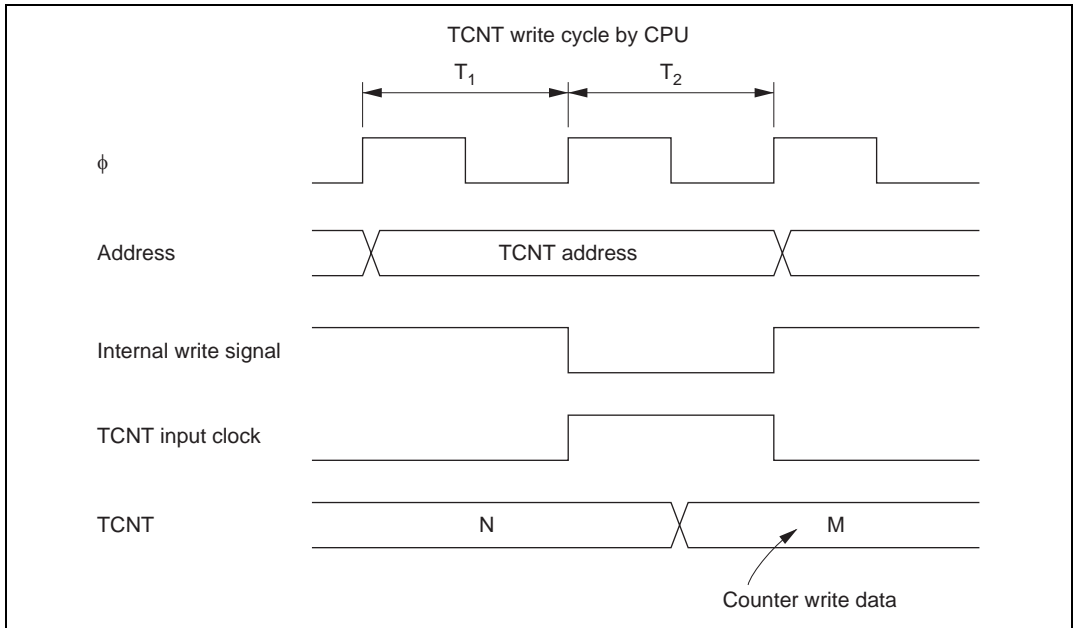 TCNT write cycle by CPU
T1 T2
ϕ
Address TCNT address
Internal write signal
TCNT input clock
TCNT N M
Counter write data